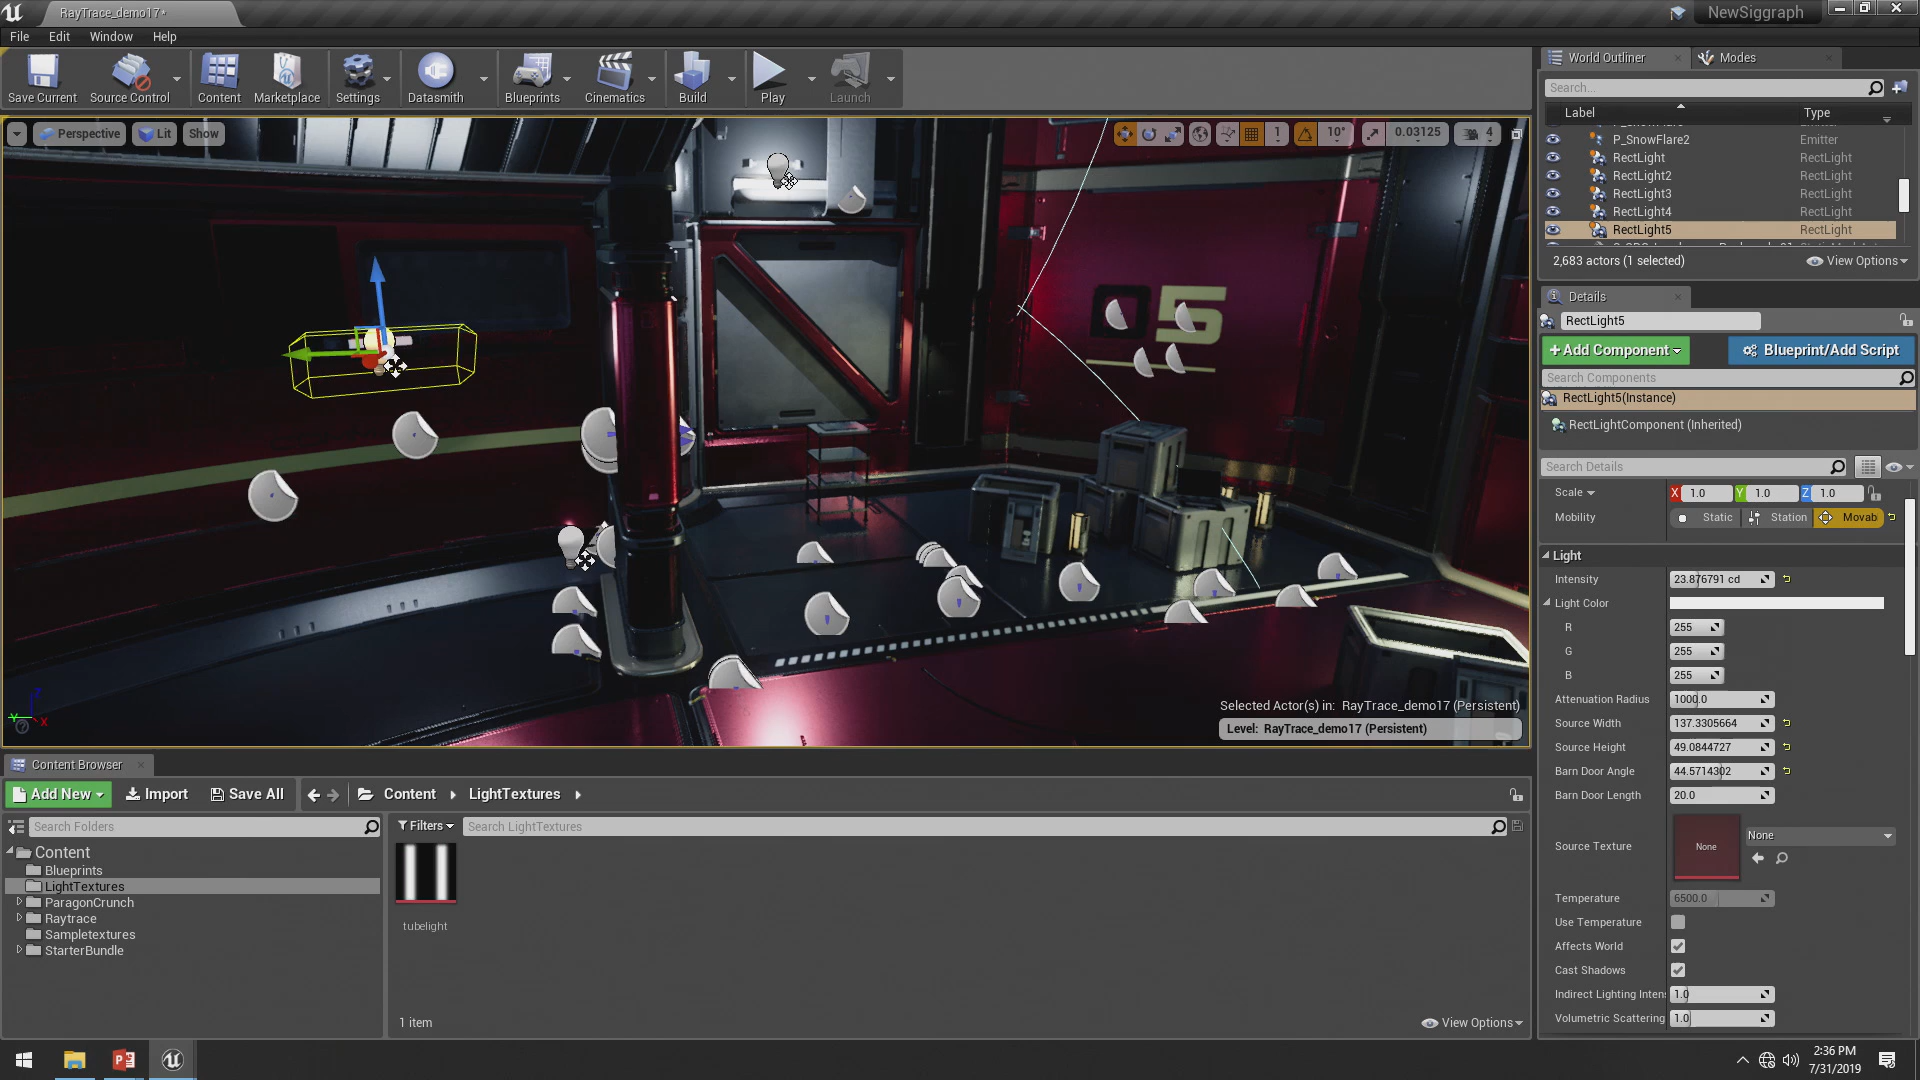 RayTrace_demo17*
NewSiggraph
File Edit Window Help
Save Current
Source Control
Content
Marketplace
Settings
Datasmith
Blueprints
Cinematics
Build
Play
Launch
Perspective
Lit
Show
1
10°
0.03125
4
05
Selected Actor(s) in: RayTrace_demo17 (Persistent)
Level: RayTrace_demo17 (Persistent)
World Outliner
Modes
Search...
Label Type
P_SnowFlare2 Emitter
RectLight RectLight
RectLight2 RectLight
RectLight3 RectLight
RectLight4 RectLight
RectLight5 RectLight
2,683 actors (1 selected)
View Options
Details
RectLight5
+Add Component
Blueprint/Add Script
Search Components
RectLight5(Instance)
RectLightComponent (Inherited)
Search Details
Scale X 1.0 Y 1.0 Z 1.0
Mobility Static Station Movab
Light
Intensity 23.876791 cd
Light Color
R 255
G 255
B 255
Attenuation Radius 1000.0
Source Width 137.3305664
Source Height 49.0844727
Barn Door Angle 44.5714302
Barn Door Length 20.0
Source Texture None None
Temperature 6500.0
Use Temperature
Affects World
Cast Shadows
Indirect Lighting Inten 1.0
Volumetric Scattering 1.0
Content Browser
Add New
Import
Save All
Content
LightTextures
Search Folders
Filters
Search LightTextures
Content
Blueprints
LightTextures
ParagonCrunch
Raytrace
Sampletextures
StarterBundle
tubelight
1 item
View Options
2:36 PM
7/31/2019